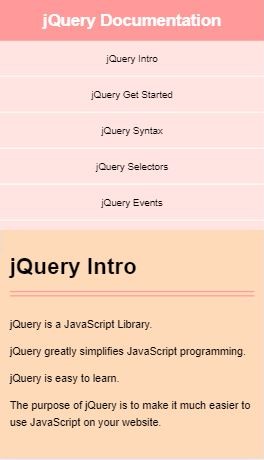 jQuery Documentation
jQuery Intro
jQuery Get Started
jQuery Syntax
jQuery Selectors
jQuery Events
jQuery Intro
jQuery is a JavaScript Library.
jQuery greatly simplifies JavaScript programming.
jQuery is easy to learn.
The purpose of jQuery is to make it much easier to
use JavaScript on your website.